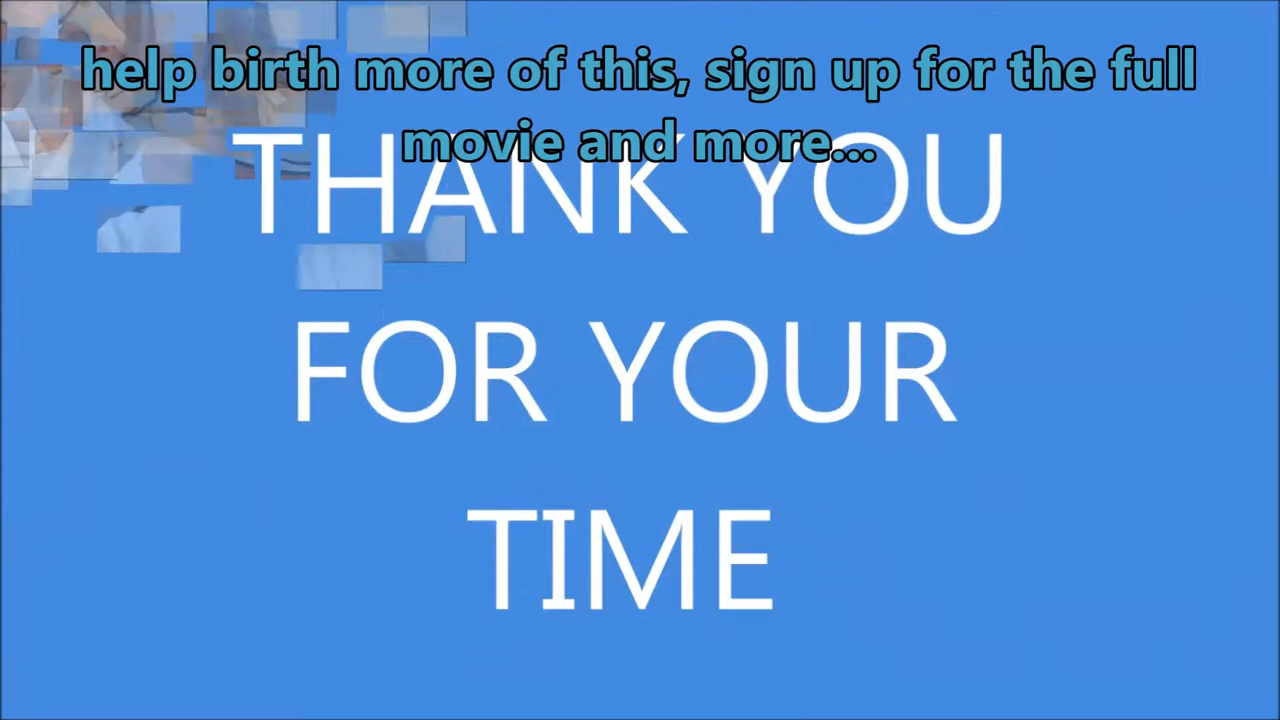 help birth more of this, sign up for the full
movie and more...
THANK YOU
FOR YOUR
TIME